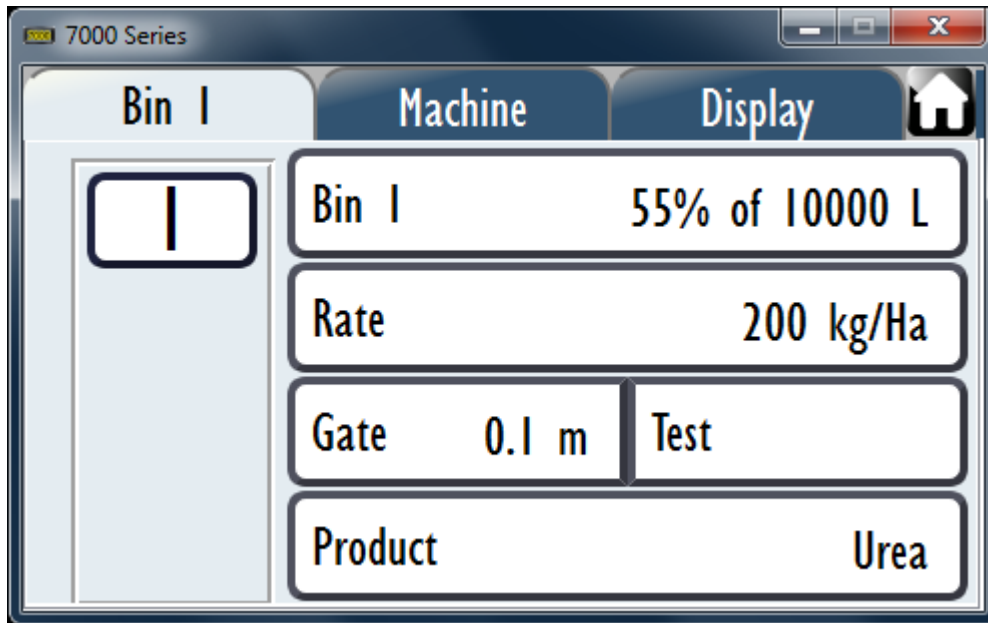 7000 Series
Bin 1 Machine Display
1
Bin 1 55% of 10000 L
Rate 200 kg/Ha
Gate 0.1 m Test
Product Urea